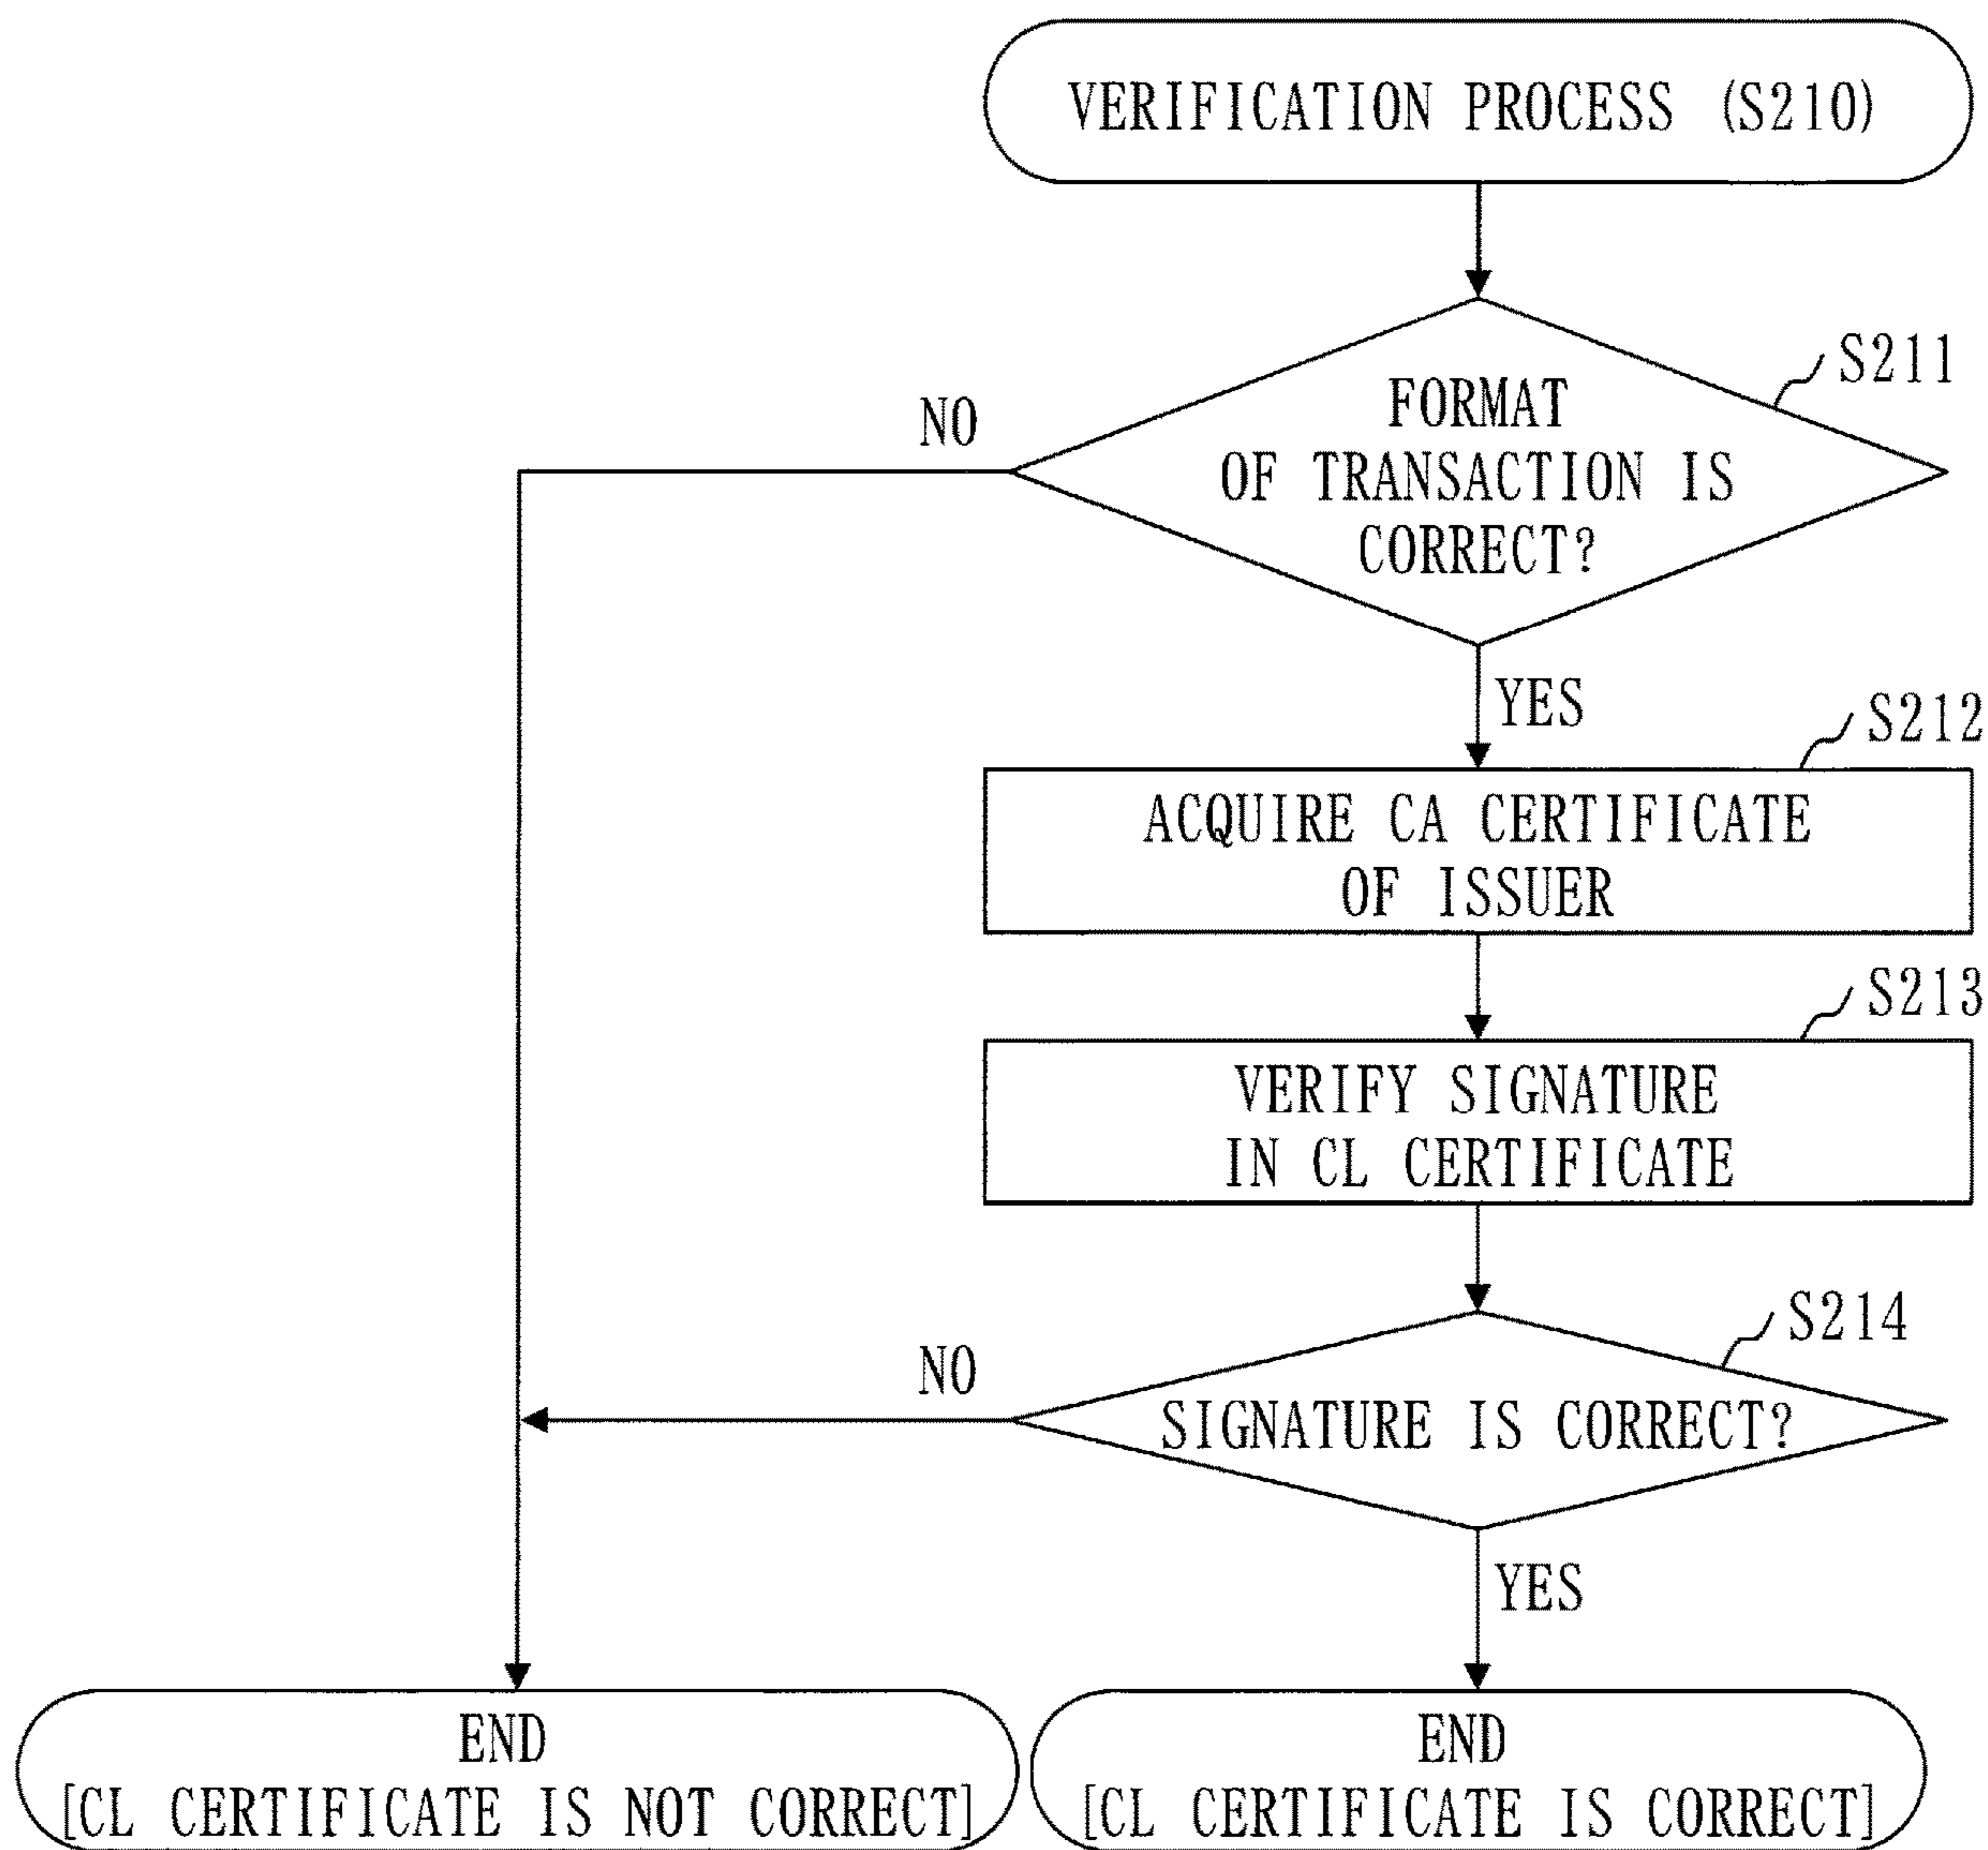 VERIFICATION PROCESS (S210)
S211
FORMAT
OF TRANSACTION IS
CORRECT?
NO
YES
S212
ACQUIRE CA CERTIFICATE
OF ISSUER
S213
VERIFY SIGNATURE
IN CL CERTIFICATE
S214
NO
SIGNATURE IS CORRECT?
YES
END
[CL CERTIFICATE IS NOT CORRECT]
END
[CL CERTIFICATE IS CORRECT]